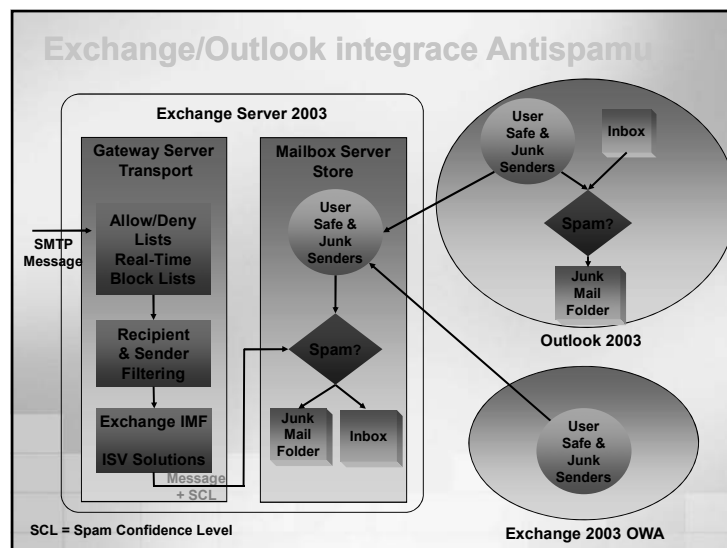 Exchange/Outlook integrace Antispamu
Exchange Server 2003
Gateway Server
Transport
Allow/Deny
Lists
Real-Time
Block Lists
SMTP
Message
Recipient
& Sender
Filtering
Exchange IMF
ISV Solutions
Message
+ SCL
Mailbox Server
Store
User
Safe &
Junk
Senders
Spam?
Junk
Mail
Folder
Inbox
User
Safe &
Junk
Senders
Inbox
Spam?
Junk
Mail
Folder
Outlook 2003
User
Safe &
Junk
Senders
Exchange 2003 OWA
SCL = Spam Confidence Level